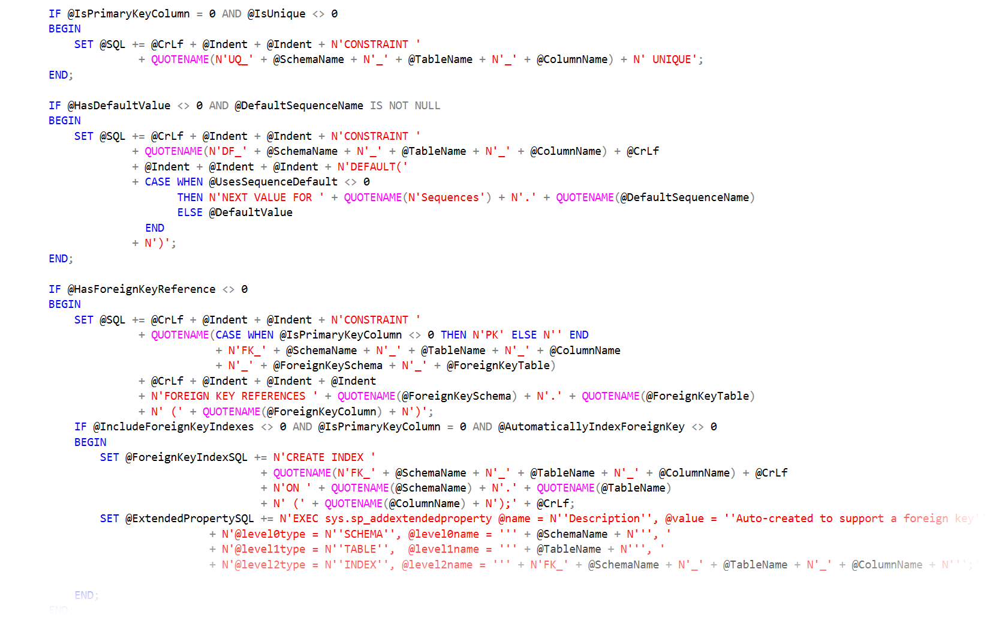 IF @IsPrimaryKeyColumn = 0 AND @IsUnique <> 0
BEGIN
    SET @SQL += @CrLf + @Indent + @Indent + N'CONSTRAINT '
              + QUOTENAME(N'UQ_' + @SchemaName + N'_' + @TableName + N'_' + @ColumnName) + N' UNIQUE';
END;

IF @HasDefaultValue <> 0 AND @DefaultSequenceName IS NOT NULL
BEGIN
    SET @SQL += @CrLf + @Indent + @Indent + N'CONSTRAINT '
             + QUOTENAME(N'DF_' + @SchemaName + N'_' + @TableName + N'_' + @ColumnName) + @CrLf
             + @Indent + @Indent + @Indent + N'DEFAULT('
             + CASE WHEN @UsesSequenceDefault <> 0
                    THEN N'NEXT VALUE FOR ' + QUOTENAME(N'Sequences') + N'.' + QUOTENAME(@DefaultSequenceName)
                    ELSE @DefaultValue
               END
             + N')';
END;

IF @HasForeignKeyReference <> 0
BEGIN
    SET @SQL += @CrLf + @Indent + @Indent + N'CONSTRAINT '
              + QUOTENAME(CASE WHEN @IsPrimaryKeyColumn <> 0 THEN N'PK' ELSE N'' END
                          + N'FK_' + @SchemaName + N'_' + @TableName + N'_' + @ColumnName
                          + N'_' + @ForeignKeySchema + N'_' + @ForeignKeyTable)
              + @CrLf + @Indent + @Indent + @Indent
              + N'FOREIGN KEY REFERENCES ' + QUOTENAME(@ForeignKeySchema) + N'.' + QUOTENAME(@ForeignKeyTable)
              + N' (' + QUOTENAME(@ForeignKeyColumn) + N')';
    IF @IncludeForeignKeyIndexes <> 0 AND @IsPrimaryKeyColumn = 0 AND @AutomaticallyIndexForeignKey <> 0
    BEGIN
        SET @ForeignKeyIndexSQL += N'CREATE INDEX '
                                 + QUOTENAME(N'FK_' + @SchemaName + N'_' + @TableName + N'_' + @ColumnName) + @CrLf
                                 + N'ON ' + QUOTENAME(@SchemaName) + N'.' + QUOTENAME(@TableName)
                                 + N' (' + QUOTENAME(@ColumnName) + N');' + @CrLf;
        SET @ExtendedPropertySQL += N'EXEC sys.sp_addextendedproperty @name = N''Description'', @value = ''Auto-created to support a foreign key''
                         + N'@level0type = N''SCHEMA'', @level0name = ''' + @SchemaName + N''', '
                         + N'@level1type = N''TABLE'',  @level1name = ''' + @TableName + N''', '
                         + N'@level2type = N''INDEX'', @level2name = ''' + N'FK_' + @SchemaName + N'_' + @TableName + N'_' + @ColumnName + N''';'

    END;
END;